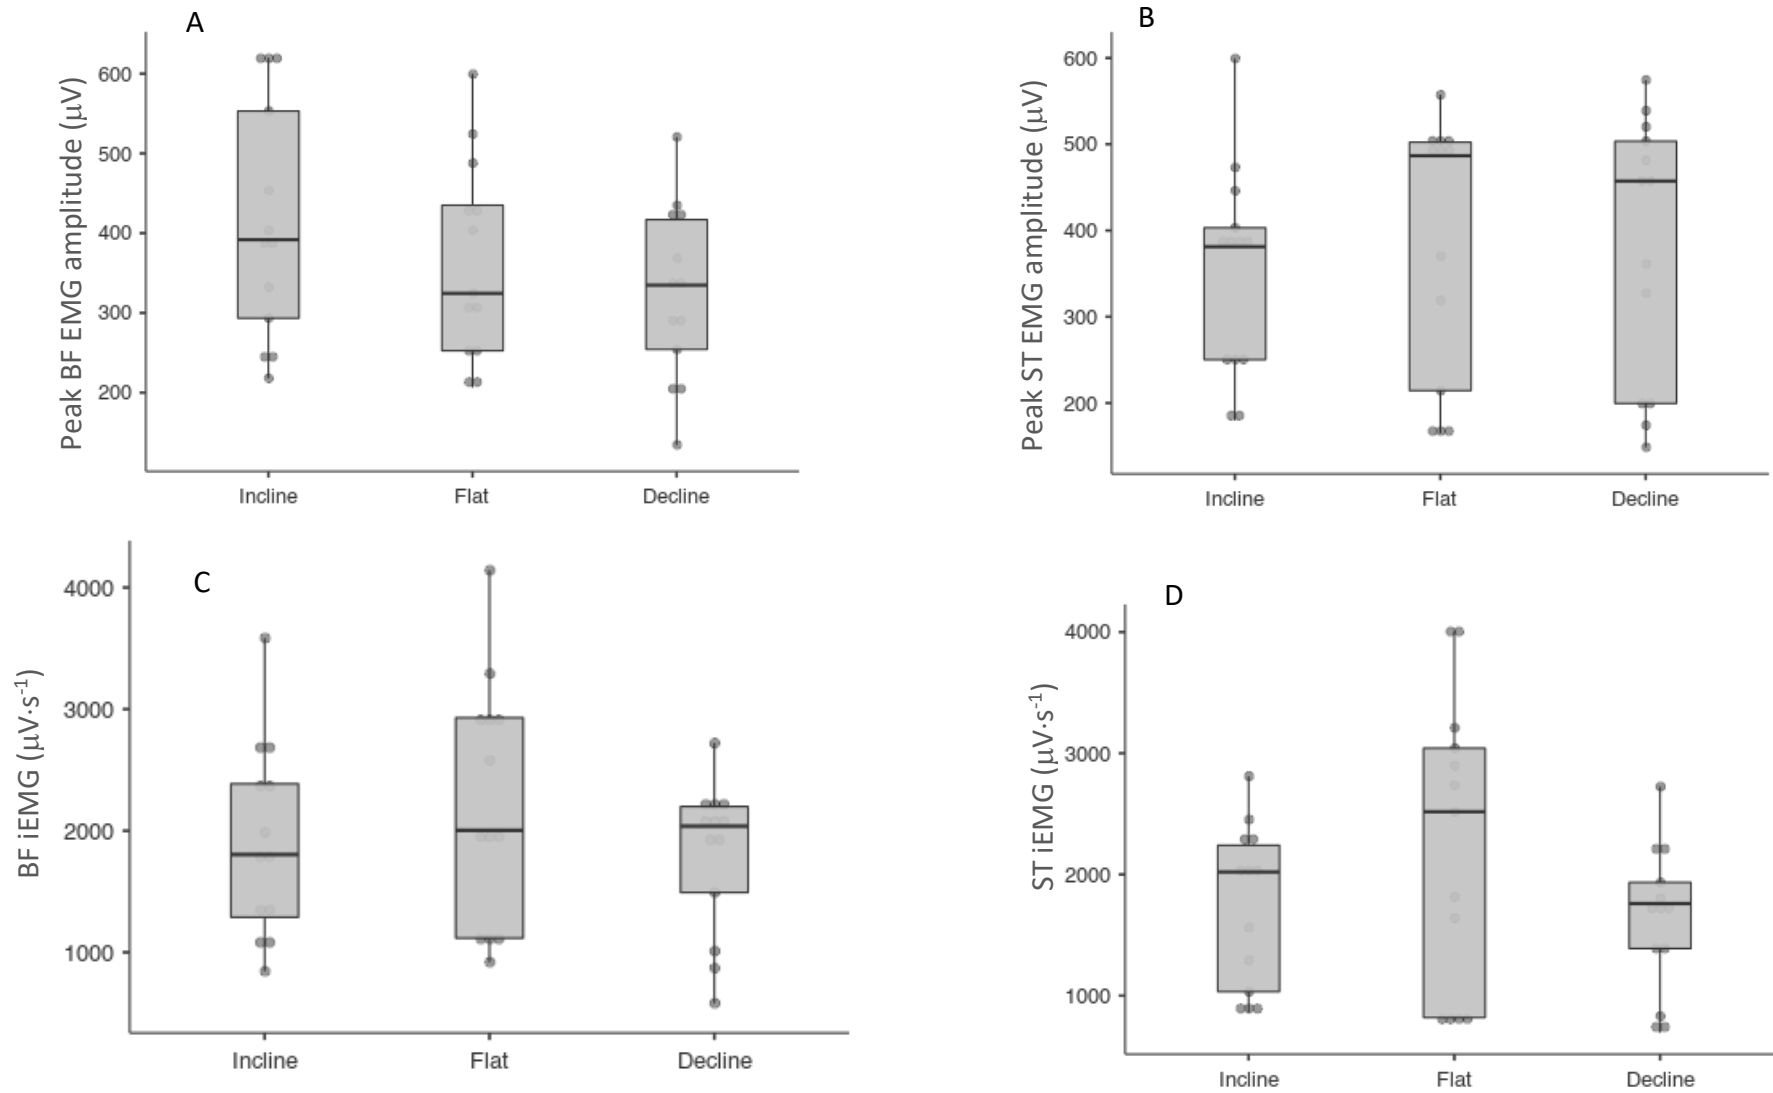 A
Peak BF EMG amplitude (μV)
600
500
400
300
200
Incline Flat Decline
B
Peak ST EMG amplitude (μV)
600
500
400
300
200
Incline Flat Decline
C
BF iEMG (μV·s-1)
4000
3000
2000
1000
Incline Flat Decline
D
ST iEMG (μV·s-1)
4000
3000
2000
1000
Incline Flat Decline